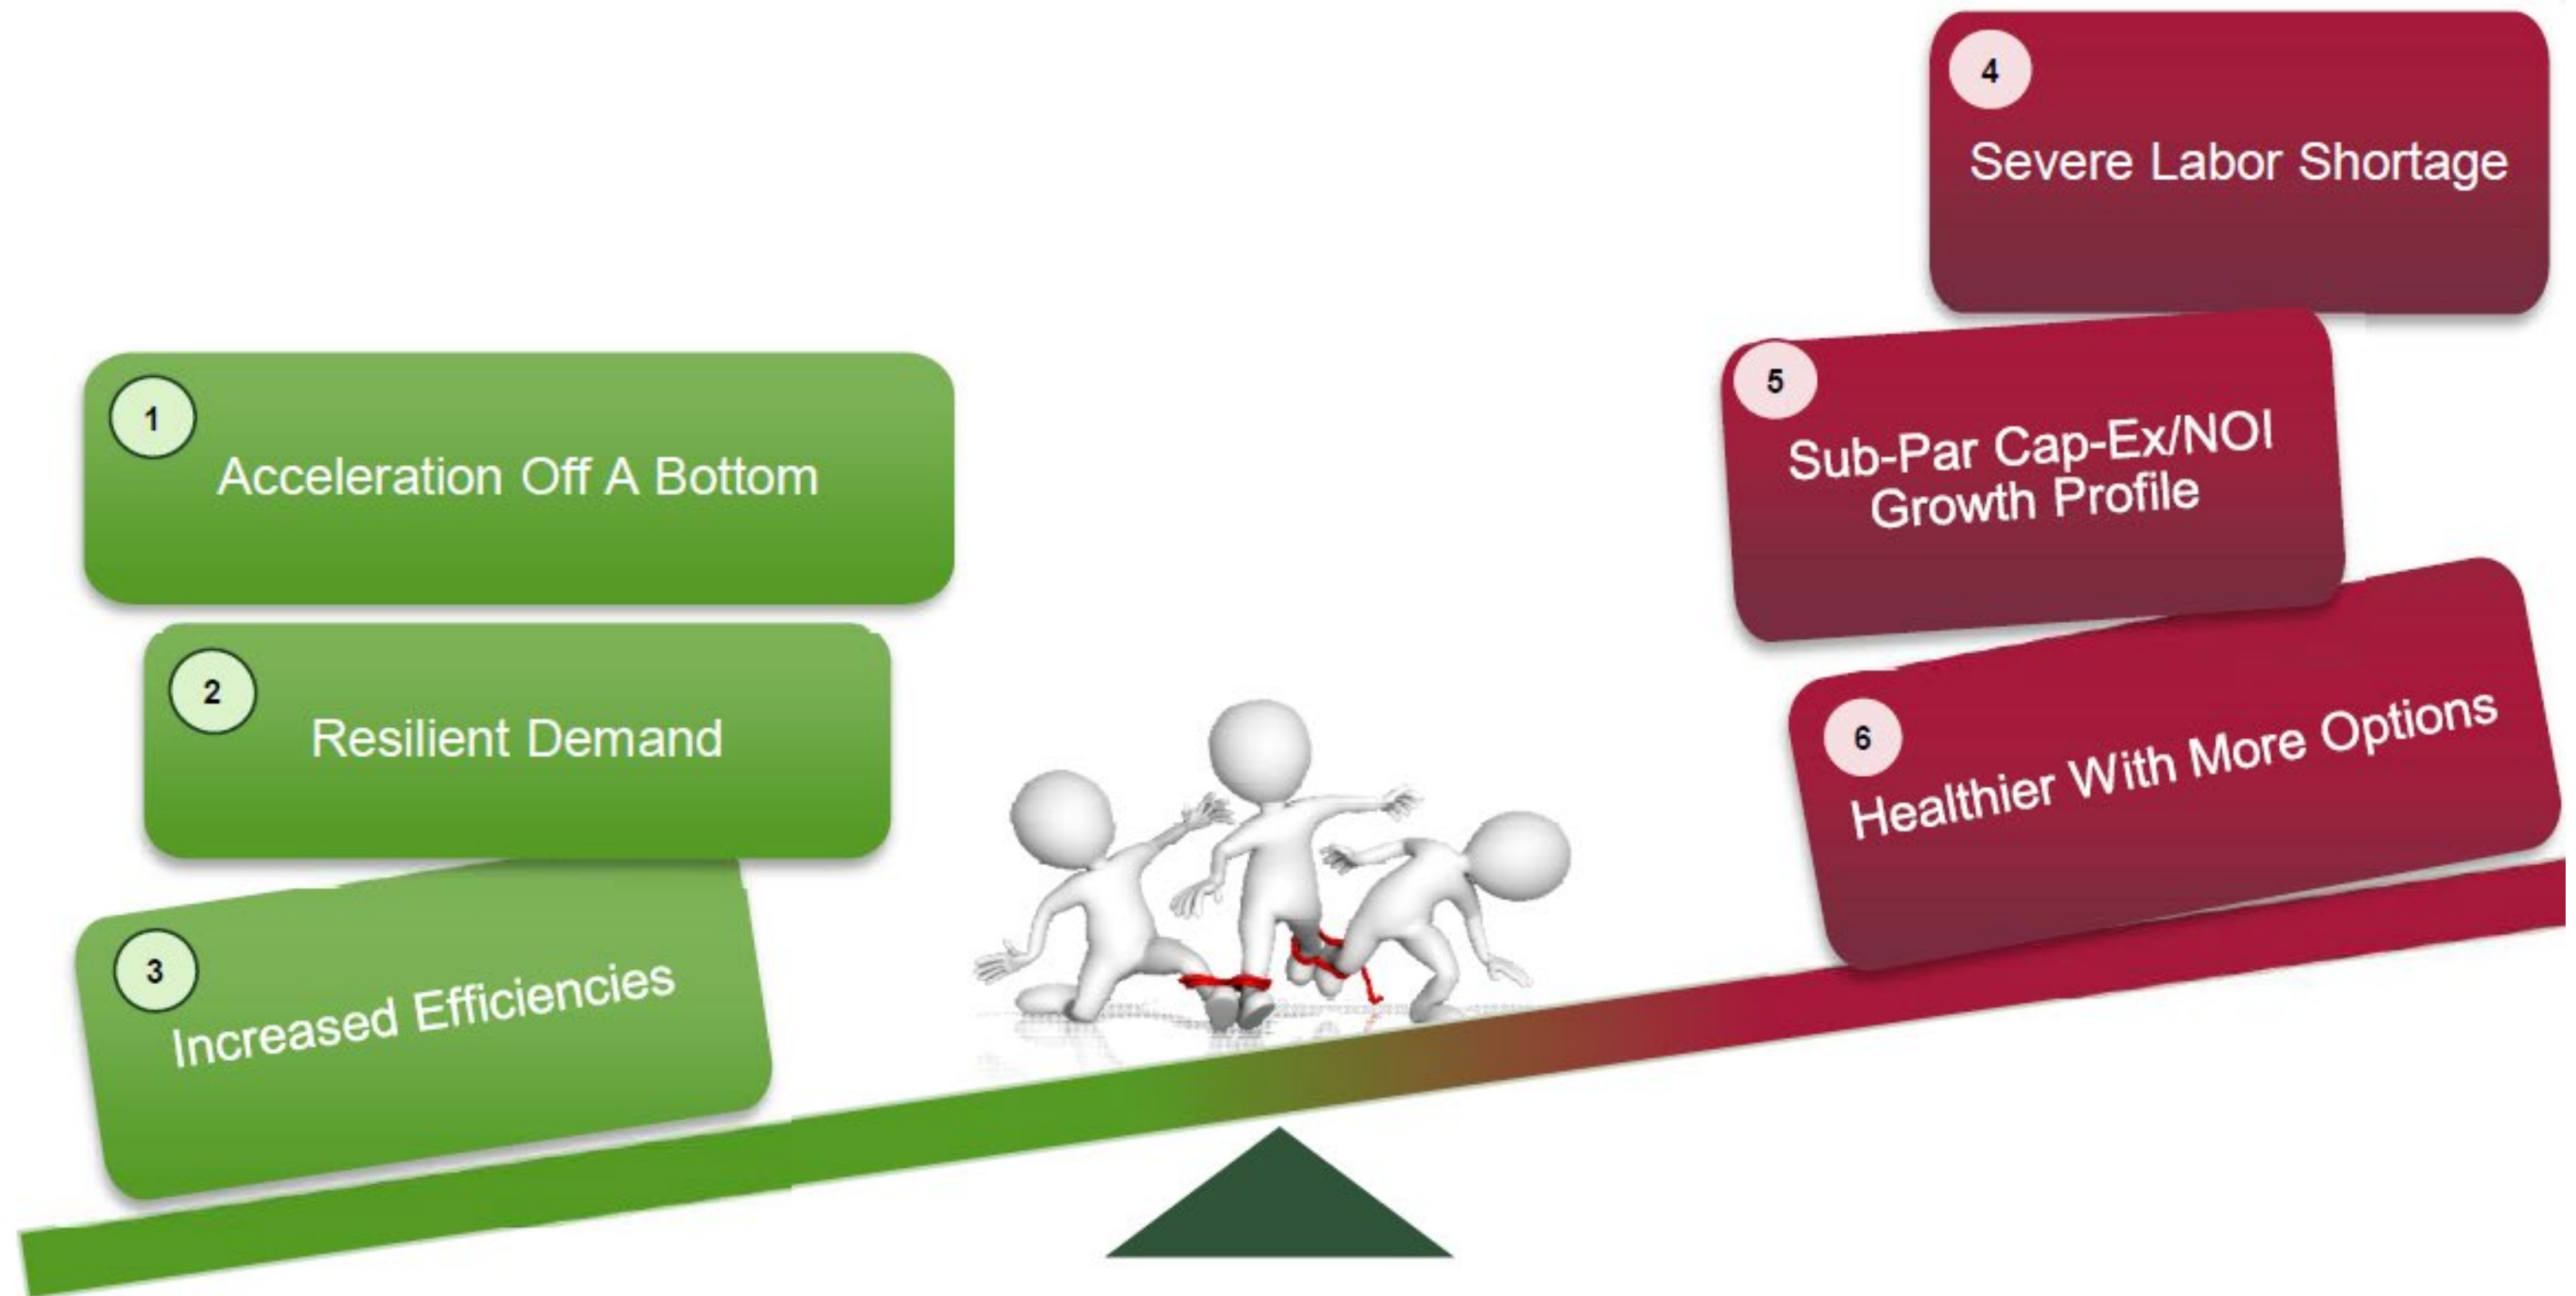 1
Acceleration Off A Bottom
2
Resilient Demand
3
Increased Efficiencies
4
Severe Labor Shortage
5
Sub-Par Cap-Ex/NOI
Growth Profile
6
Healthier With More Options